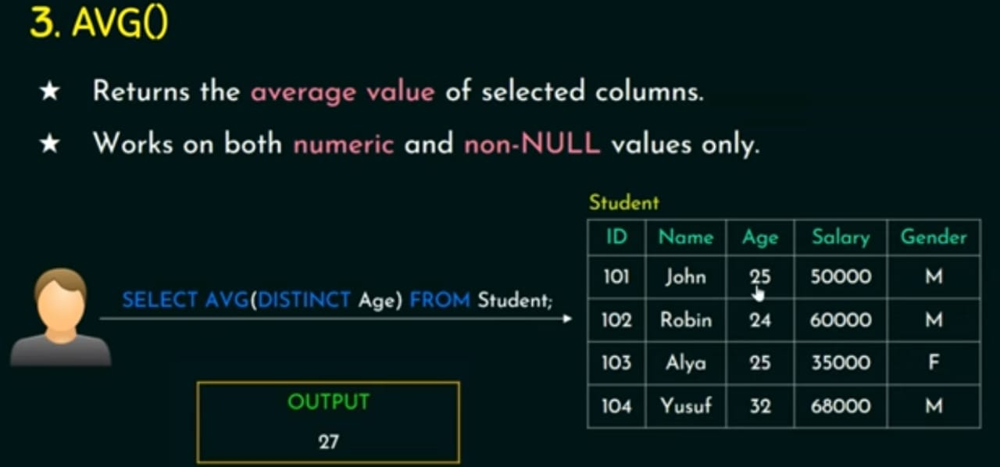 3. AVG()
★ Returns the average value of selected columns.
★ Works on both numeric and non-NULL values only.
SELECT AVG(DISTINCT Age) FROM Student;
OUTPUT
27
Student
ID Name Age Salary Gender
101 John 25 50000 M
102 Robin 24 60000 M
103 Alya 25 35000 F
104 Yusuf 32 68000 M